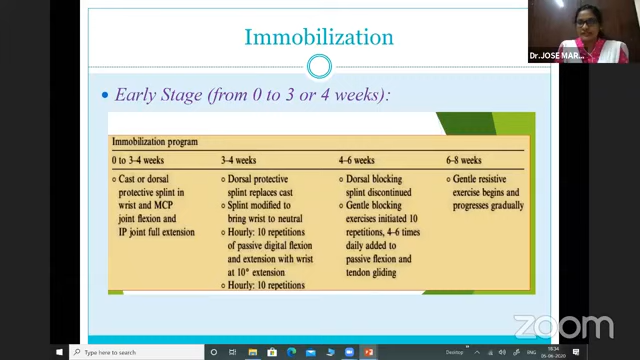 Immobilization
• Early Stage (from 0 to 3 or 4 weeks):
Immobilization program
0 to 3–4 weeks
3–4 weeks
4–6 weeks
6–8 weeks
o Cast or dorsal
protective splint in
wrist and MCP
joint flexion and
IP joint full extension
o Dorsal protective
splint replaces cast
o Splint modified to
bring wrist to neutral
o Hourly: 10 repetitions
of passive digital flexion
and extension with wrist
at 10° extension
o Hourly: 10 repetitions
o Dorsal blocking
splint discontinued
o Gentle blocking
exercises initiated 10
repetitions, 4–6 times
daily added to
passive flexion and
tendon gliding
o Gentle resistive
exercise begins and
progresses gradually
Dr.JOSE MAR...
zoom
Type here to search
Desktop
ENG
05-06-2020